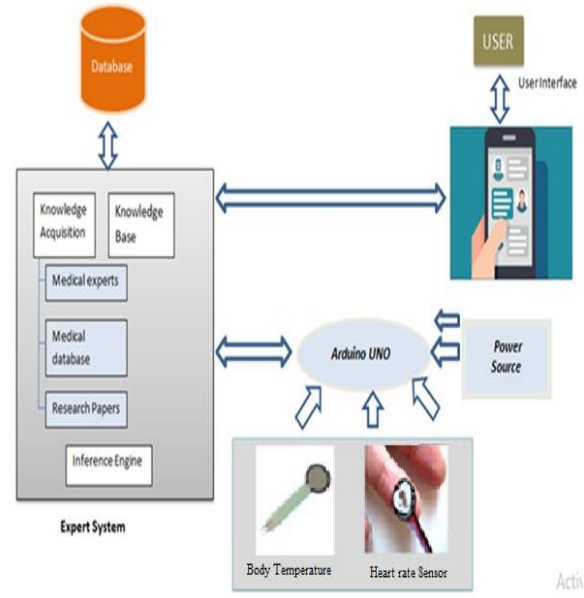 Database
USER
User Interface
Knowledge
Acquisition
Knowledge
Base
Medical experts
Medical
database
Research Papers
Inference Engine
Expert System
Arduino UNO
Power
Source
Body Temperature
Heart rate Sensor